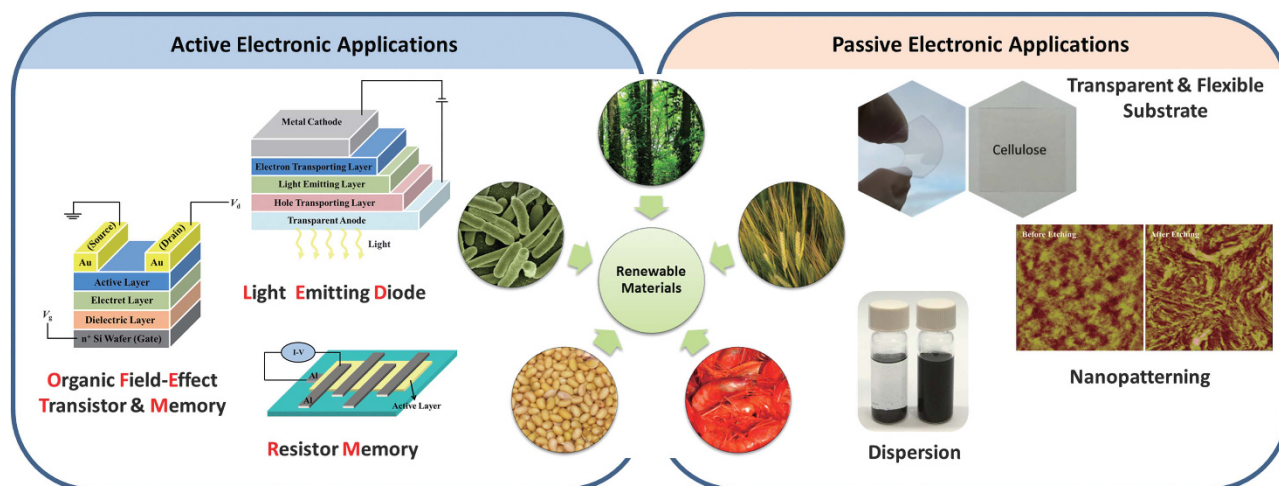 Active Electronic Applications
Passive Electronic Applications
Metal Cathode
Electron Transporting Layer
Light Emitting Layer
Hole Transporting Layer
Transparent Anode
Light
Light Emitting Diode
(Source)
(Drain)
Vd
Au
Au
Active Layer
Electret Layer
Dielectric Layer
Vg
n+ Si Wafer (Gate)
Organic Field-Effect
Transistor & Memory
I-V
Al
Al
Active Layer
Resistor Memory
Renewable
Materials
Transparent & Flexible
Substrate
Cellulose
Before Etching
After Etching
Nanopatterning
Dispersion